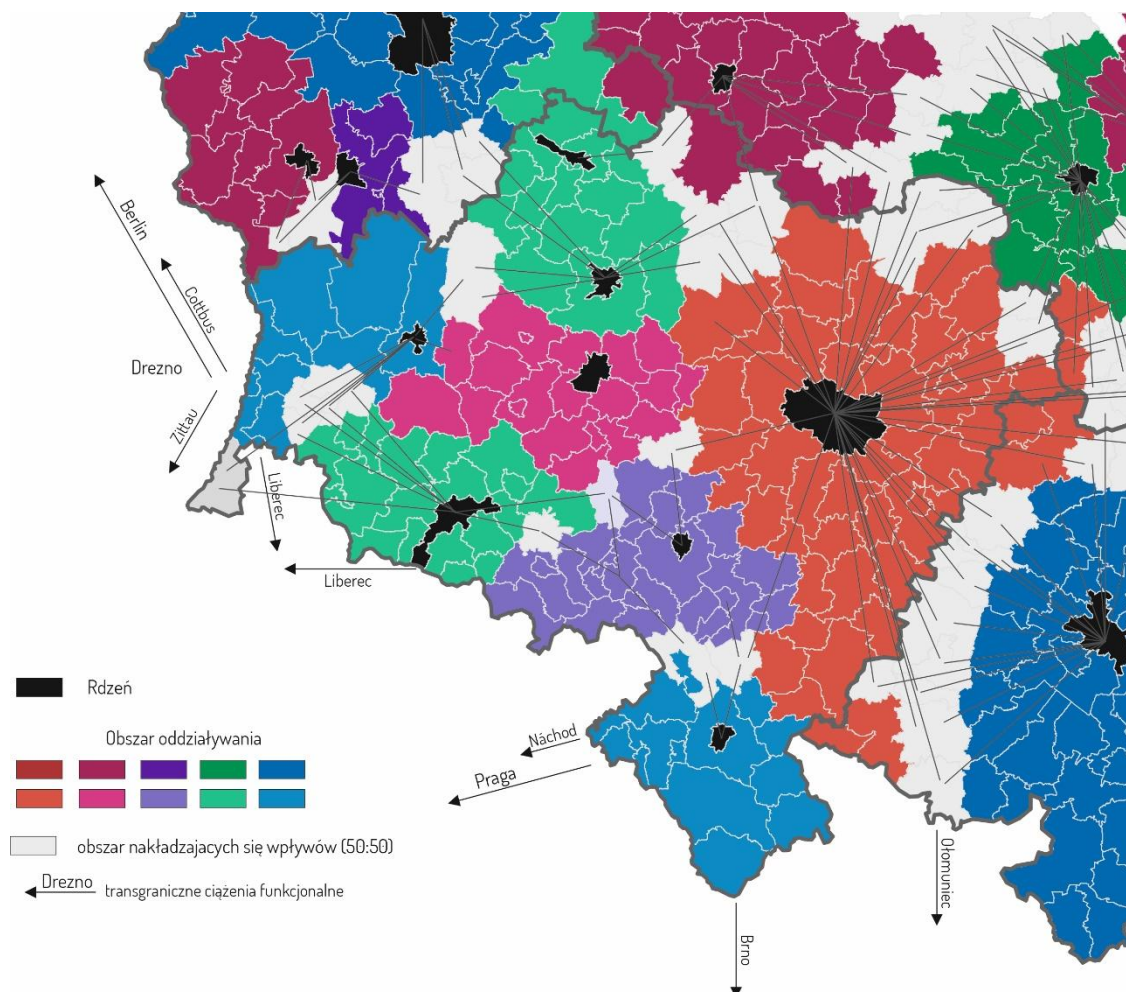 Berlin
Cottbus
Drezno
Zittau
Liberec
Liberec
Rdzeń
Obszar oddziaływania
Náchod
Praga
obszar nakładzajacych się wpływów (50:50)
Drezno transgraniczne ciążenia funkcjonalne
Ołomuniec
Brno